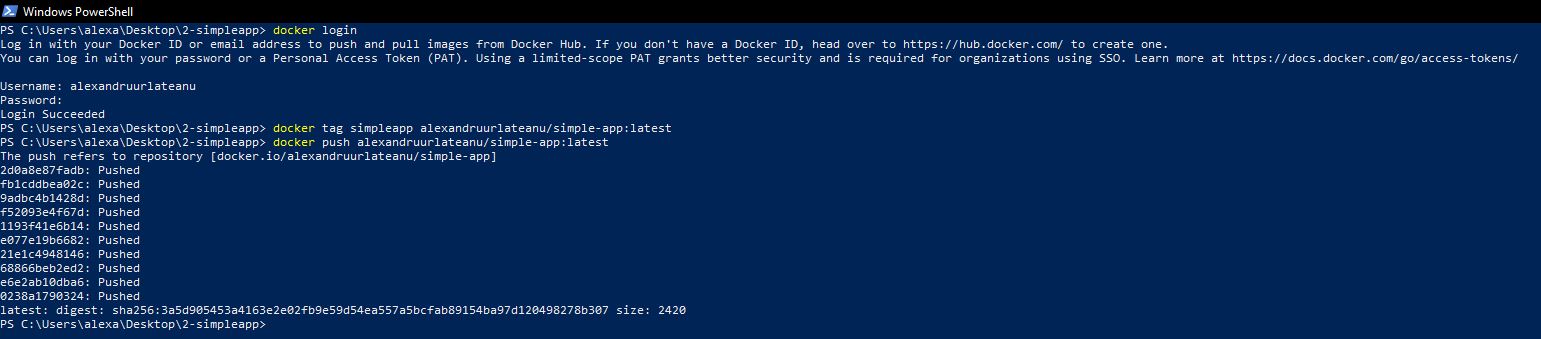 Windows PowerShell
PS C:\Users\alexa\Desktop\2-simpleapp> docker login
Log in with your Docker ID or email address to push and pull images from Docker Hub. If you don't have a Docker ID, head over to https://hub.docker.com/ to create one.
You can log in with your password or a Personal Access Token (PAT). Using a limited-scope PAT grants better security and is required for organizations using SSO. Learn more at https://docs.docker.com/go/access-tokens/
Username: alexandruurlateanu
Password:
Login Succeeded
PS C:\Users\alexa\Desktop\2-simpleapp> docker tag simpleapp alexandruurlateanu/simple-app:latest
PS C:\Users\alexa\Desktop\2-simpleapp> docker push alexandruurlateanu/simple-app:latest
The push refers to repository [docker.io/alexandruurlateanu/simple-app]
2d0a8e87fadb: Pushed
fb1cddbea02c: Pushed
9adbc4b1428d: Pushed
f52093e4f67d: Pushed
1193f41e6b14: Pushed
e077e19b6682: Pushed
21e1c4948146: Pushed
68866beb2ed2: Pushed
e6e2ab10dba6: Pushed
0238a1790324: Pushed
latest: digest: sha256:3a5d905453a4163e2e02fb9e59d54ea557a5bcfab89154ba97d120498278b307 size: 2420
PS C:\Users\alexa\Desktop\2-simpleapp>